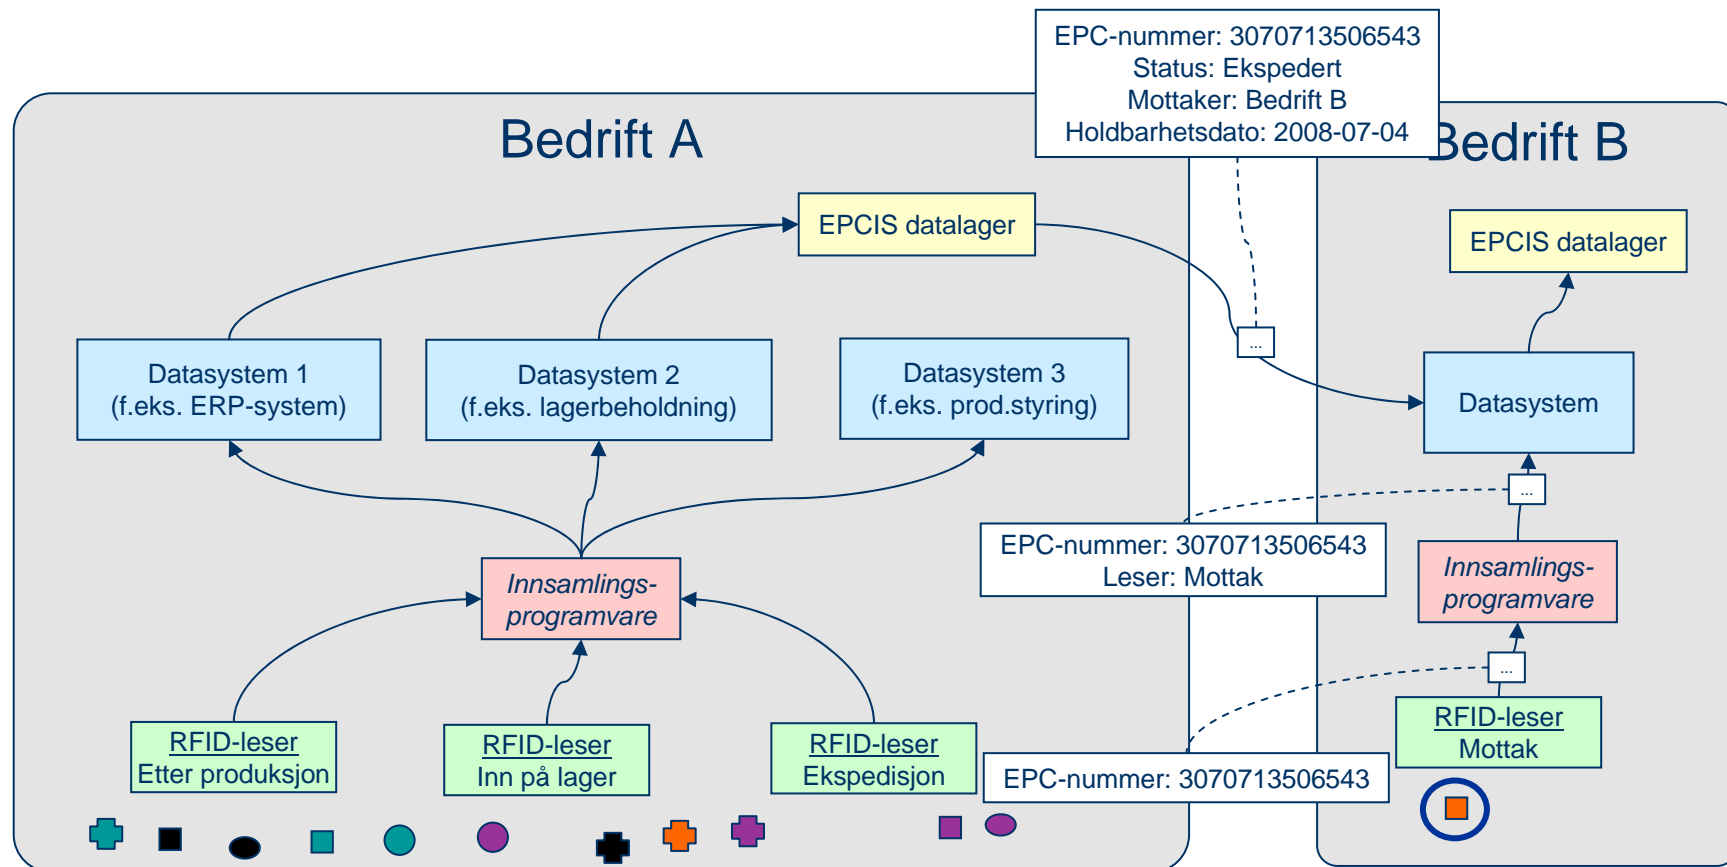 EPC-nummer: 3070713506543
Status: Ekspedert
Mottaker: Bedrift B
Holdbarhetsdato: 2008-07-04
Bedrift A
Bedrift B
EPCIS datalager
EPCIS datalager
Datasystem 1
(f.eks. ERP-system)
Datasystem 2
(f.eks. lagerbeholdning)
Datasystem 3
(f.eks. prod.styring)
...
Datasystem
...
EPC-nummer: 3070713506543
Leser: Mottak
Innsamlings-
programvare
Innsamlings-
programvare
...
RFID-leser
Etter produksjon
RFID-leser
Inn på lager
RFID-leser
Ekspedisjon
EPC-nummer: 3070713506543
RFID-leser
Mottak